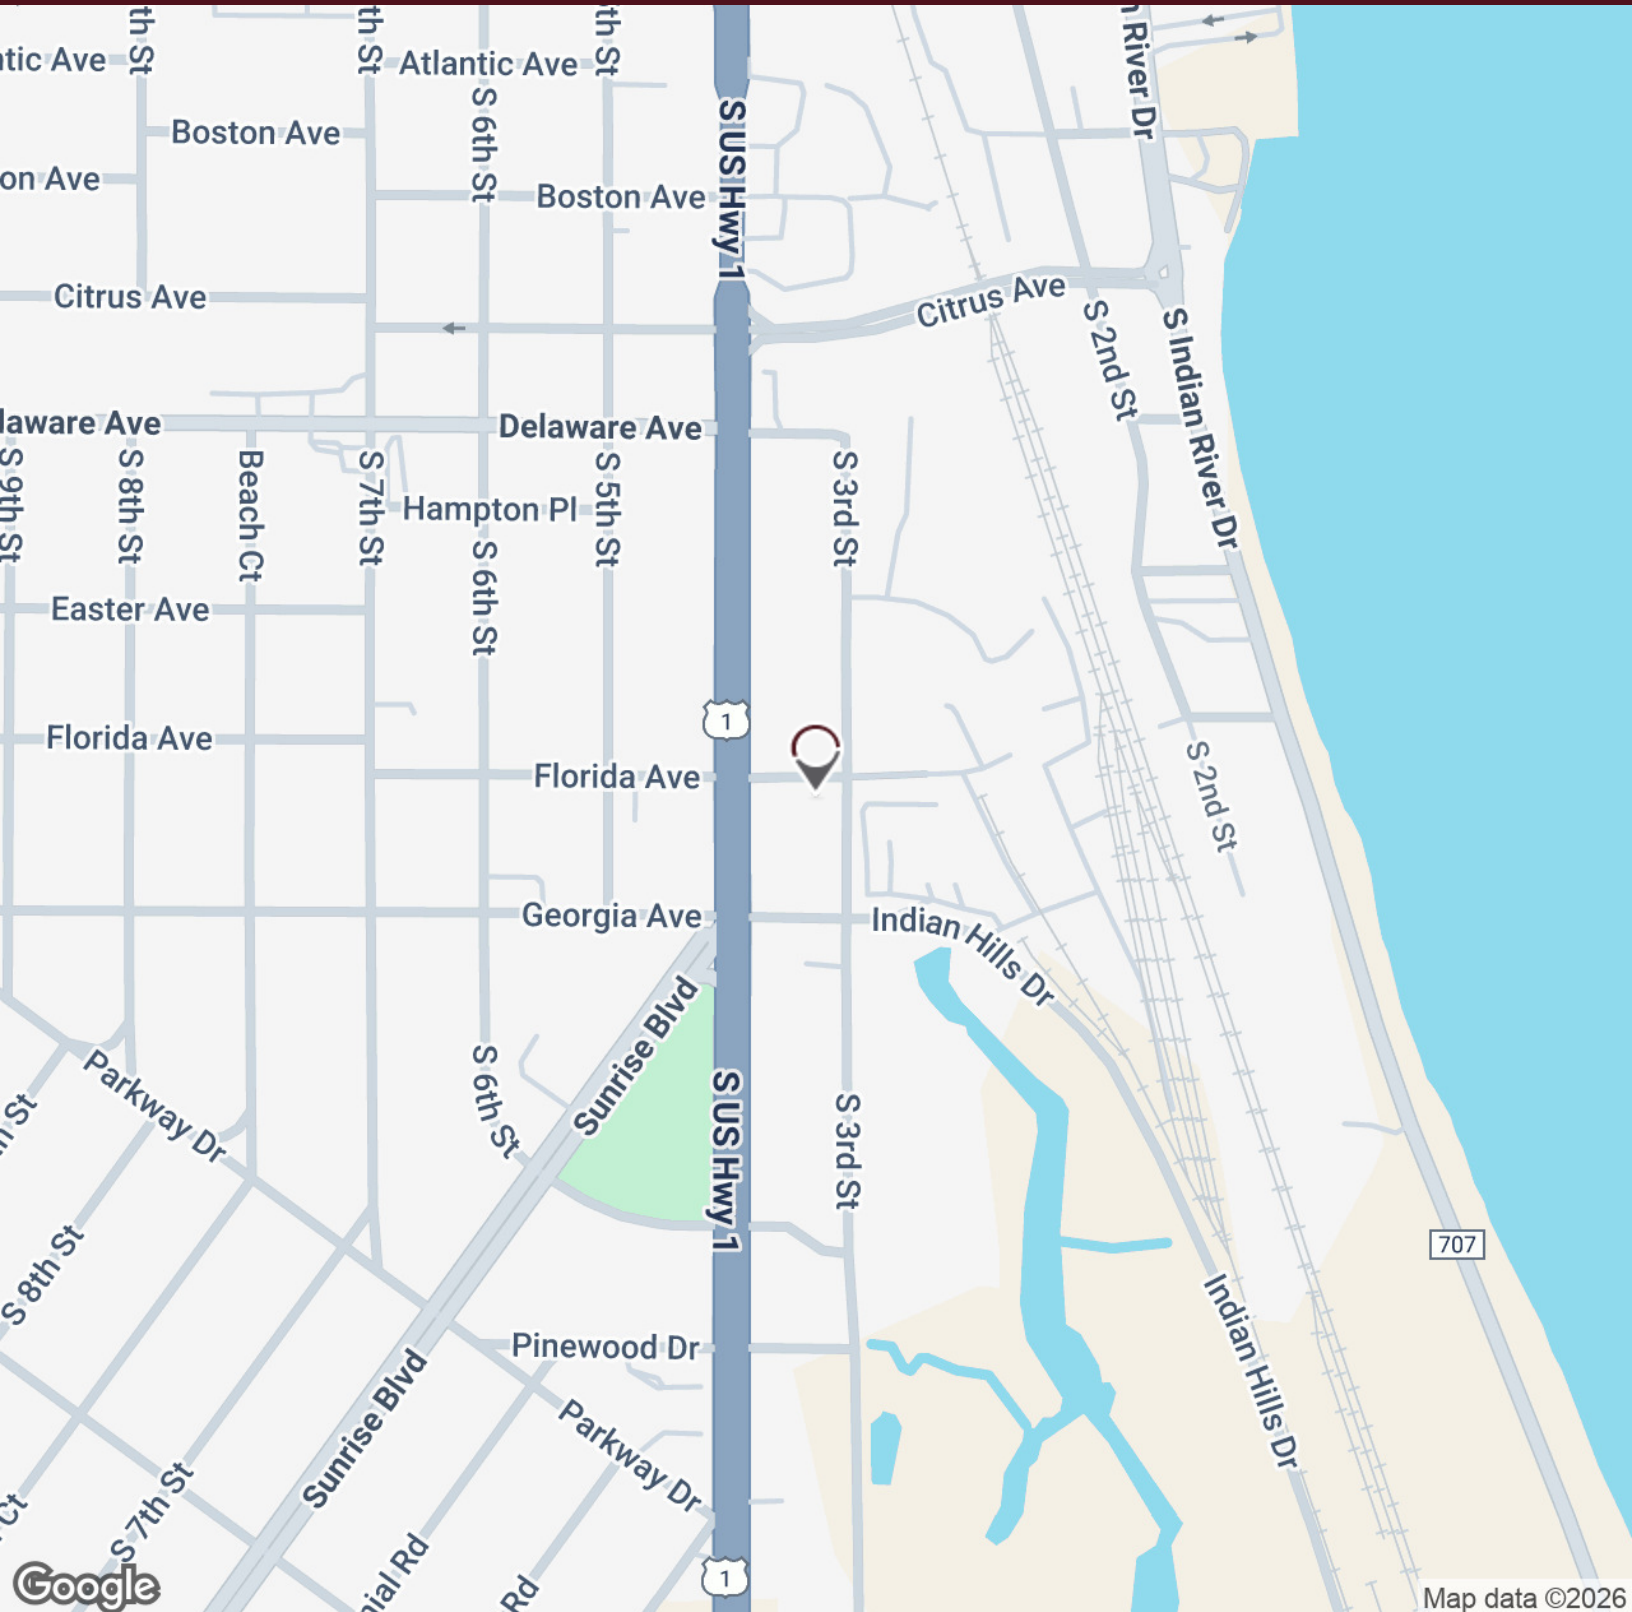 th St
th St
th St
n River Dr
ntic Ave
Atlantic Ave
S 6th St
S US Hwy 1
Boston Ave
on Ave
Boston Ave
Citrus Ave
Citrus Ave
S 2nd St
S Indian River Dr
laware Ave
Delaware Ave
S 9th St
S 8th St
Beach Ct
S 7th St
S 5th St
S 3rd St
Hampton Pl
S 6th St
Easter Ave
1
Florida Ave
Florida Ave
S 2nd St
Georgia Ave
Indian Hills Dr
Sunrise Blvd
S 6th St
Parkway Dr
S US Hwy 1
S 3rd St
h St
S 8th St
707
Indian Hills Dr
Pinewood Dr
Sunrise Blvd
Parkway Dr
S 7th St
Ct
nial Rd
Rd
1
Google
Map data ©2026